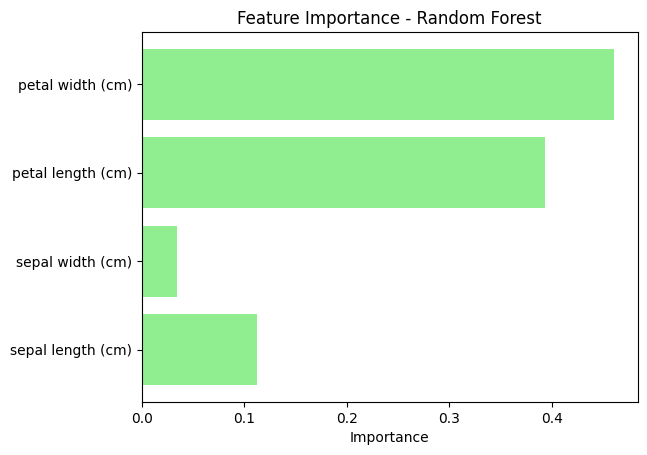 Feature Importance - Random Forest
petal width (cm)
petal length (cm)
sepal width (cm)
sepal length (cm)
0.0 0.1 0.2 0.3 0.4
Importance